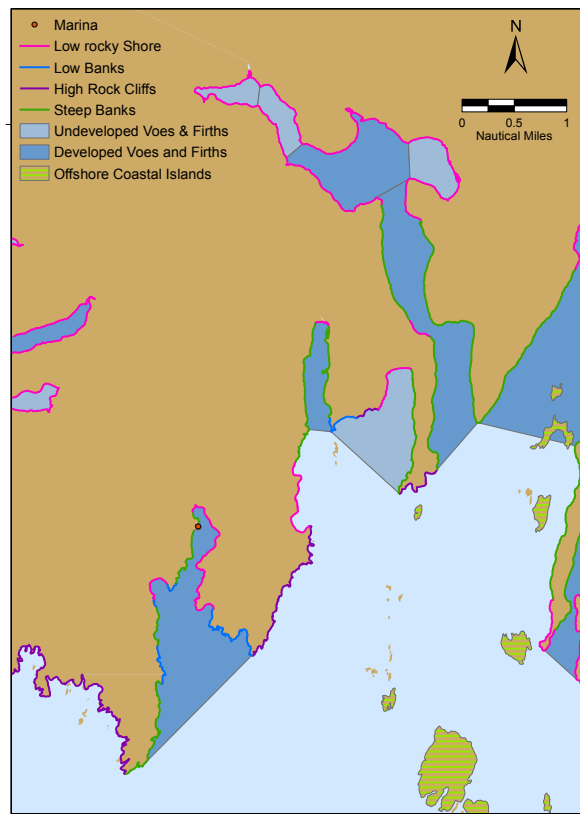 Marina
Low rocky Shore
Low Banks
High Rock Cliffs
Steep Banks
Undeveloped Voes & Firths
Developed Voes and Firths
Offshore Coastal Islands
N
0 0.5 1
Nautical Miles